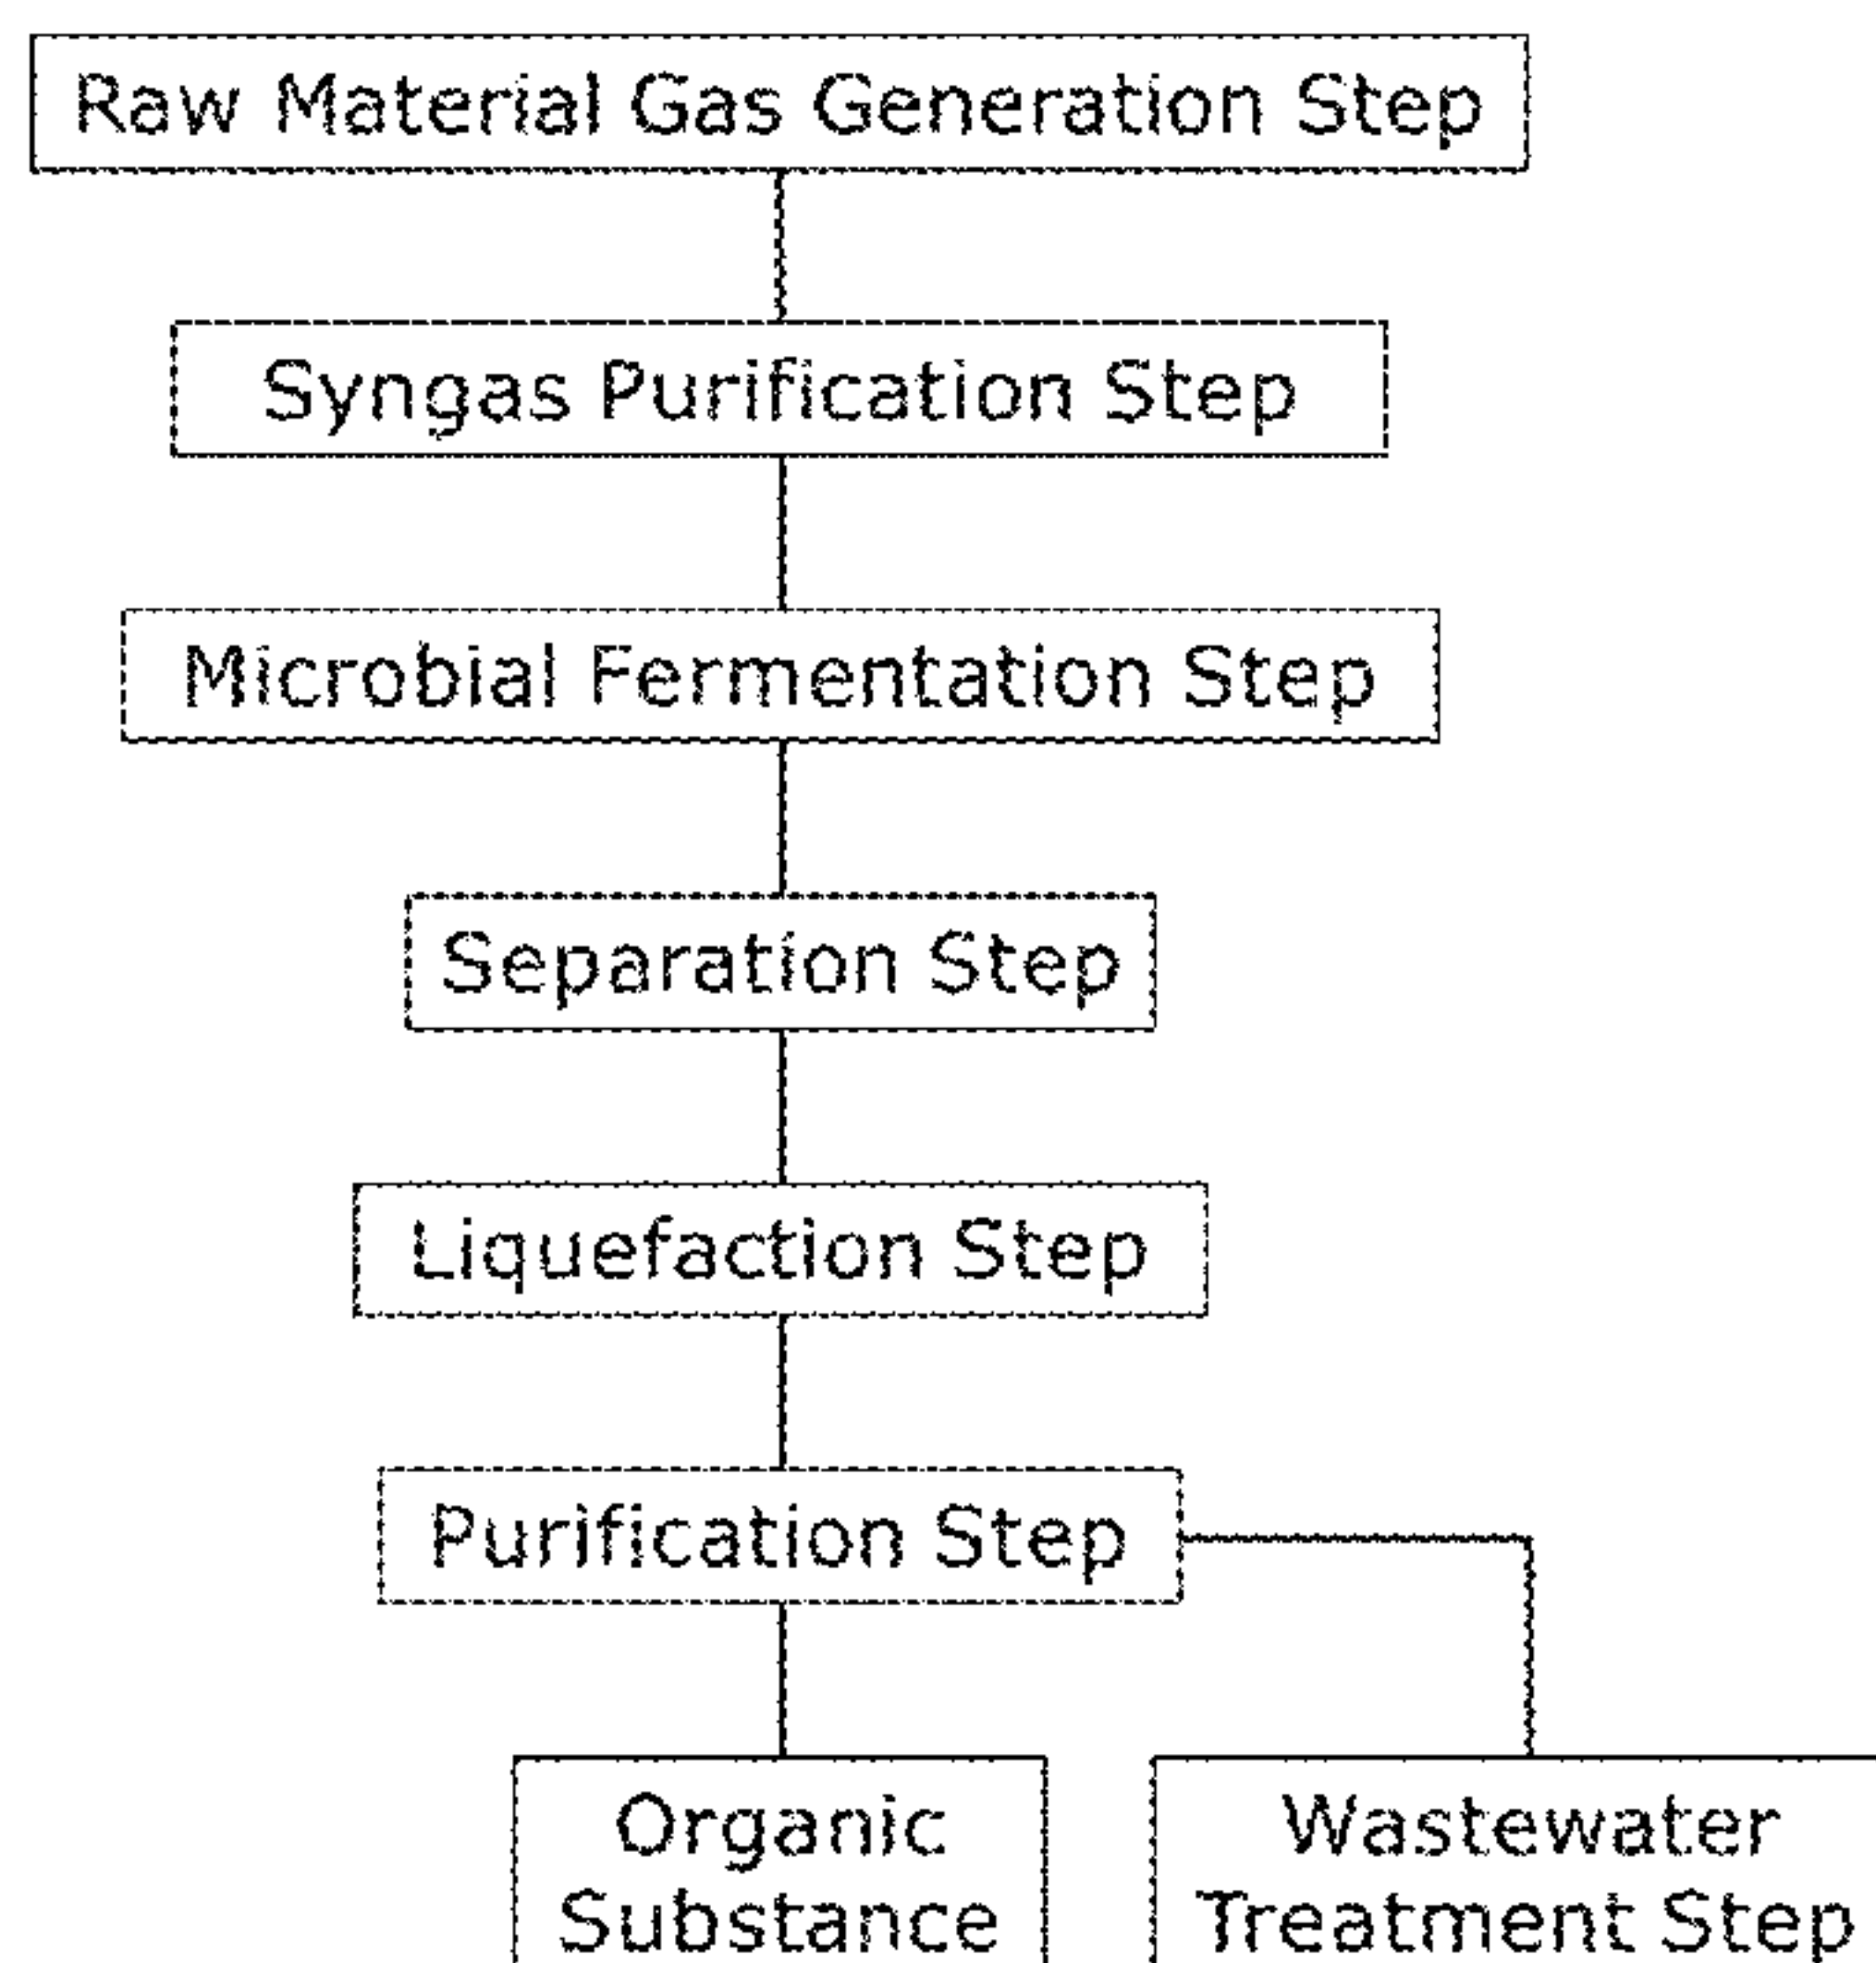 Raw Material Gas Generation Step
Syngas Purification Step
Microbial Fermentation Step
Separation Step
Liquefaction Step
Purification Step
Organic
Substance
Wastewater
Treatment Step